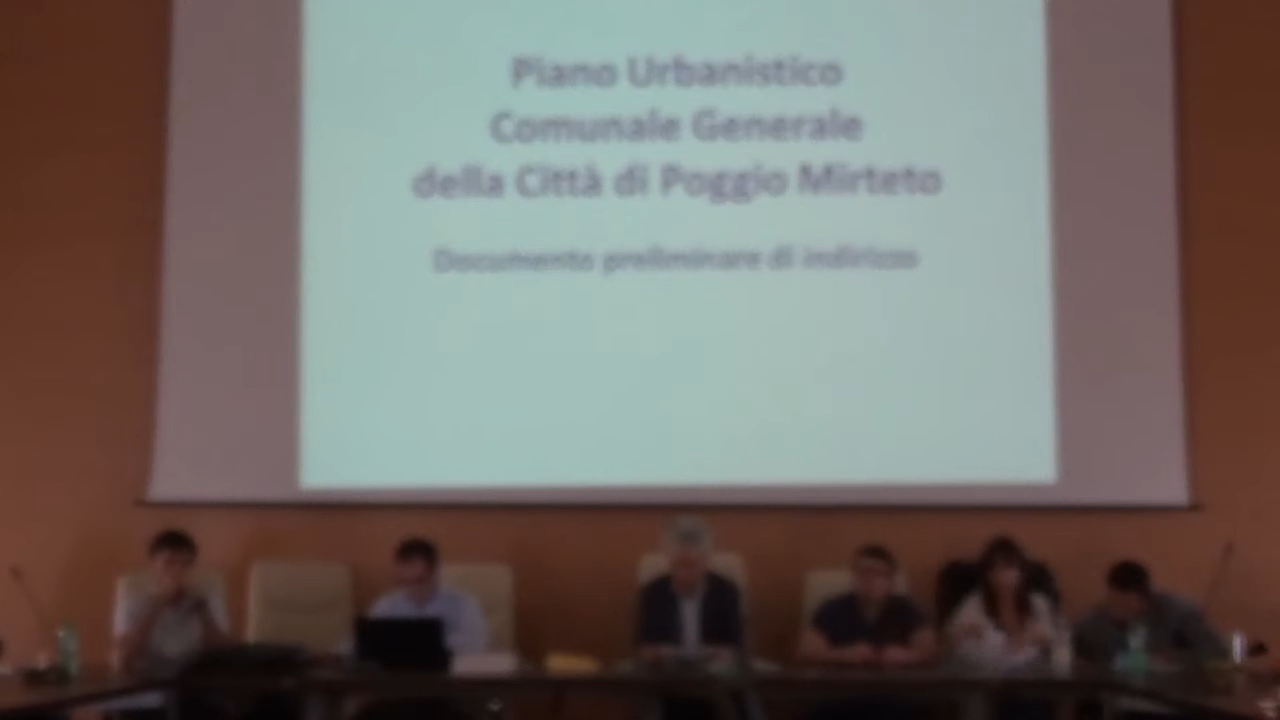 Piano Urbanistico
Comunale Generale
della Città di Poggio Mirteto
Documento preliminare di indirizzo